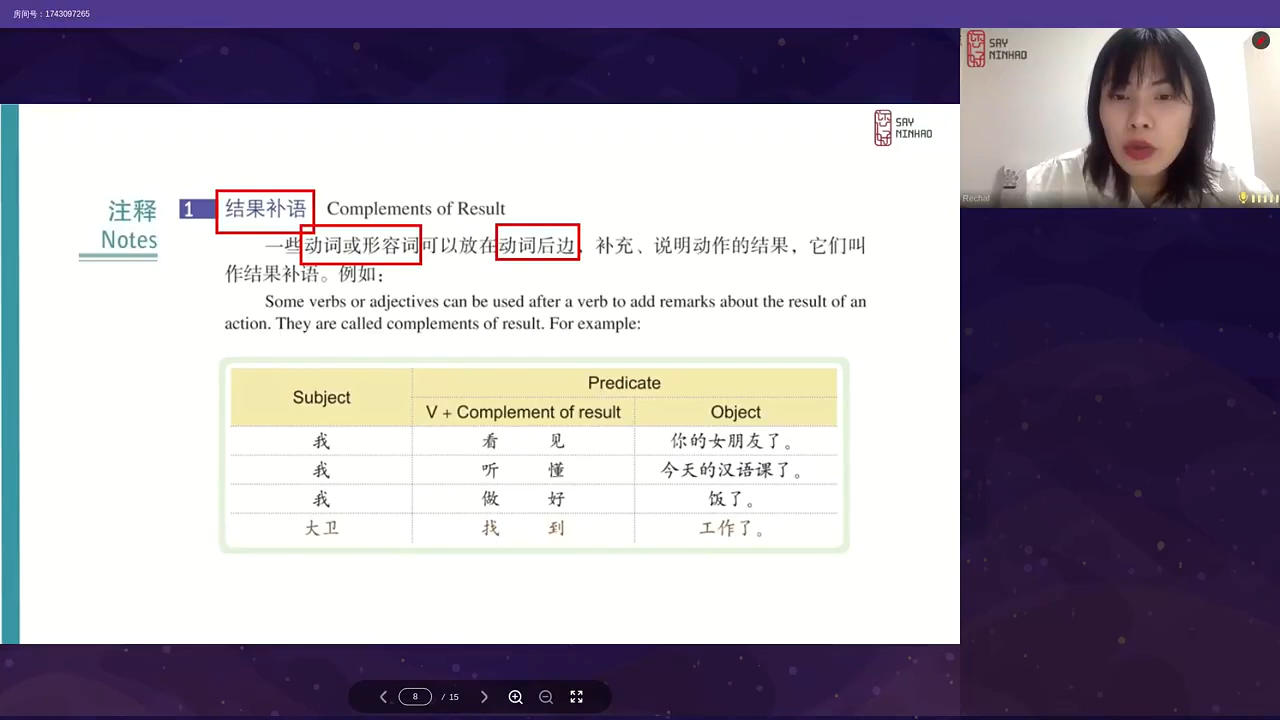 房间号：1743097265
SAY
NINHAO
Rechal
SAY
NINHAO
注释
Notes
1 结果补语 Complements of Result
一些动词或形容词可以放在动词后边，补充、说明动作的结果，它们叫
作结果补语。例如：
Some verbs or adjectives can be used after a verb to add remarks about the result of an
action. They are called complements of result. For example:
Subject Predicate
V + Complement of result Object
我 看 见 你的女朋友了。
我 听 懂 今天的汉语课了。
我 做 好 饭了。
大卫 找 到 工作了。
8 / 15